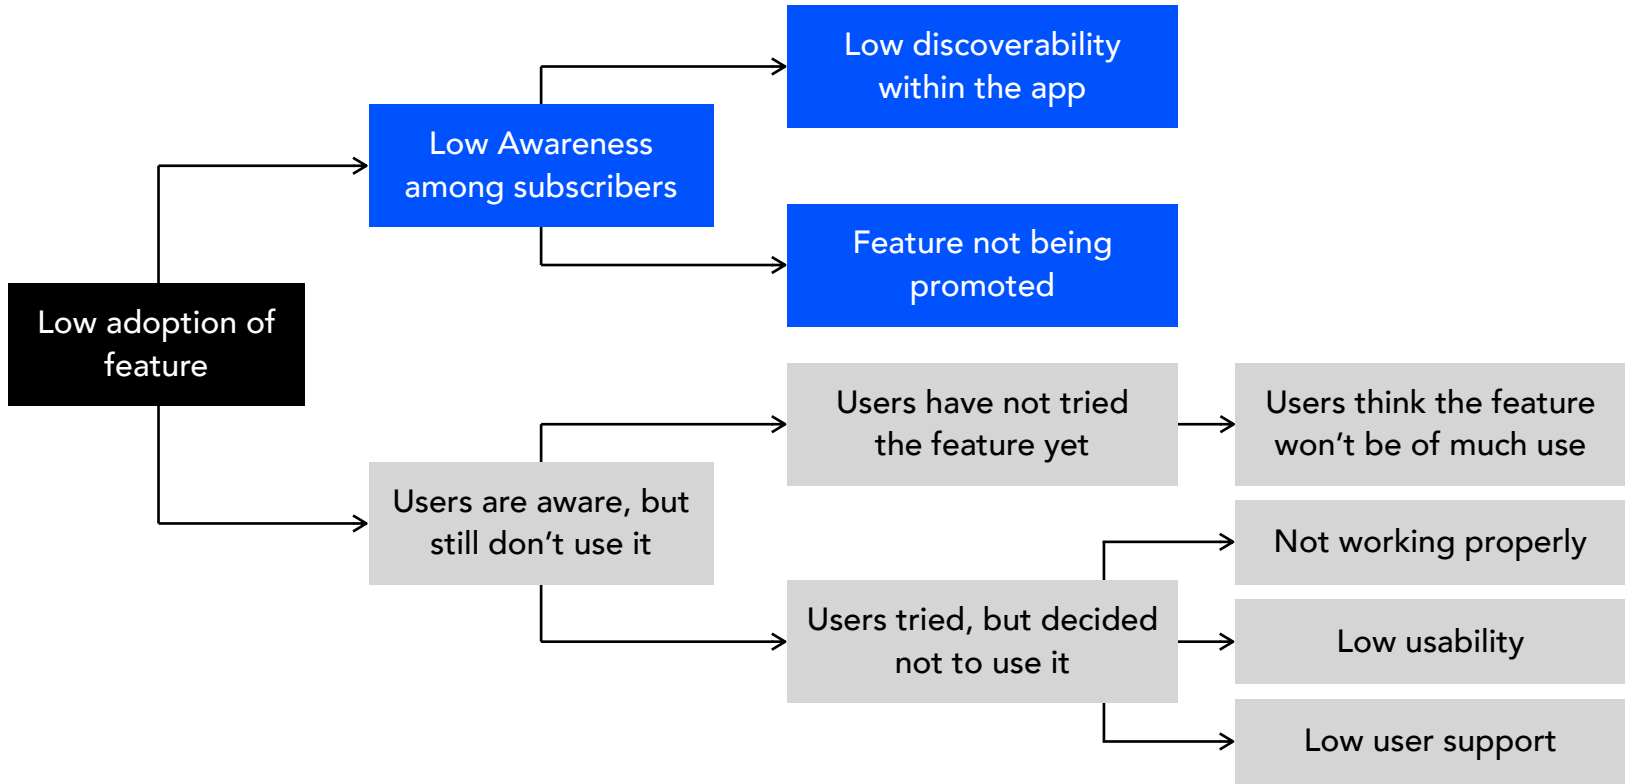 Low discoverability
within the app
Low Awareness
among subscribers
Feature not being
promoted
Low adoption of
feature
Users have not tried
the feature yet
Users think the feature
won’t be of much use
Users are aware, but
still don’t use it
Not working properly
Users tried, but decided
not to use it
Low usability
Low user support